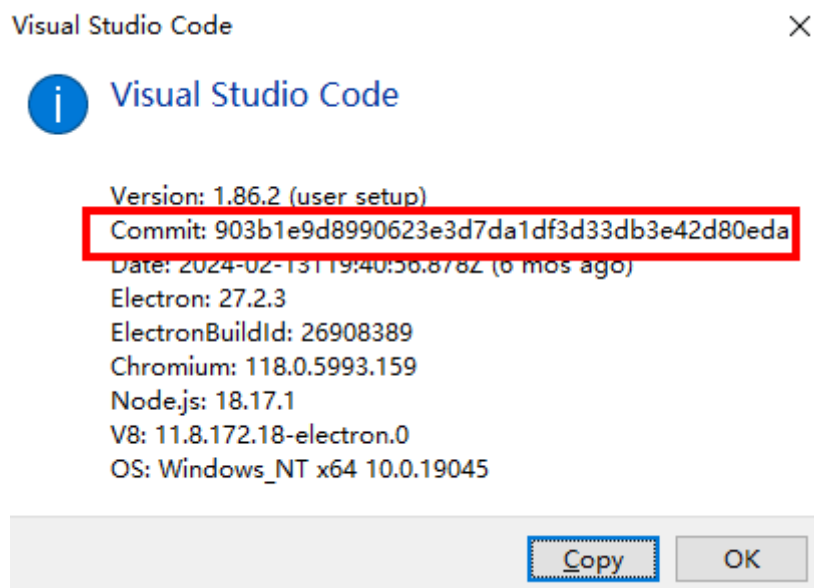 Visual Studio Code
Visual Studio Code
Version: 1.86.2 (user setup)
Commit: 903b1e9d8990623e3d7da1df3d33db3e42d80eda
Date: 2024-02-13T19:40:56.878Z (6 mos ago)
Electron: 27.2.3
ElectronBuildId: 26908389
Chromium: 118.0.5993.159
Node.js: 18.17.1
V8: 11.8.172.18-electron.0
OS: Windows_NT x64 10.0.19045
Copy OK